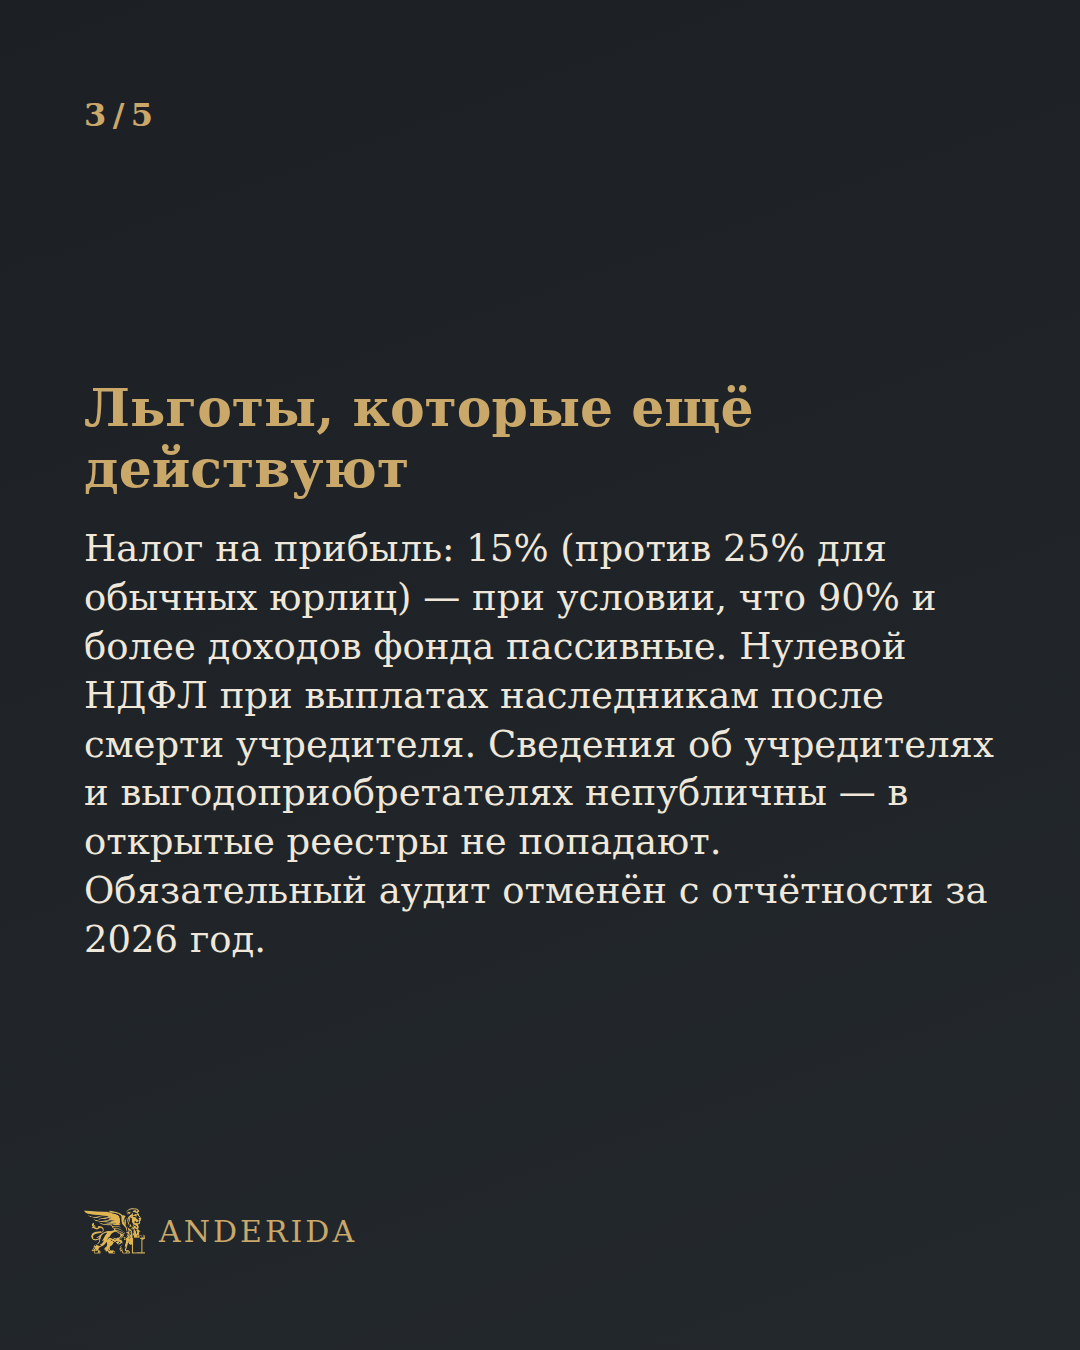 3/5
Льготы, которые ещё
действуют
Налог на прибыль: 15% (против 25% для
обычных юрлиц) — при условии, что 90% и
более доходов фонда пассивные. Нулевой
НДФЛ при выплатах наследникам после
смерти учредителя. Сведения об учредителях
и выгодоприобретателях непубличны — в
открытые реестры не попадают.
Обязательный аудит отменён с отчётности за
2026 год.
ANDERIDA